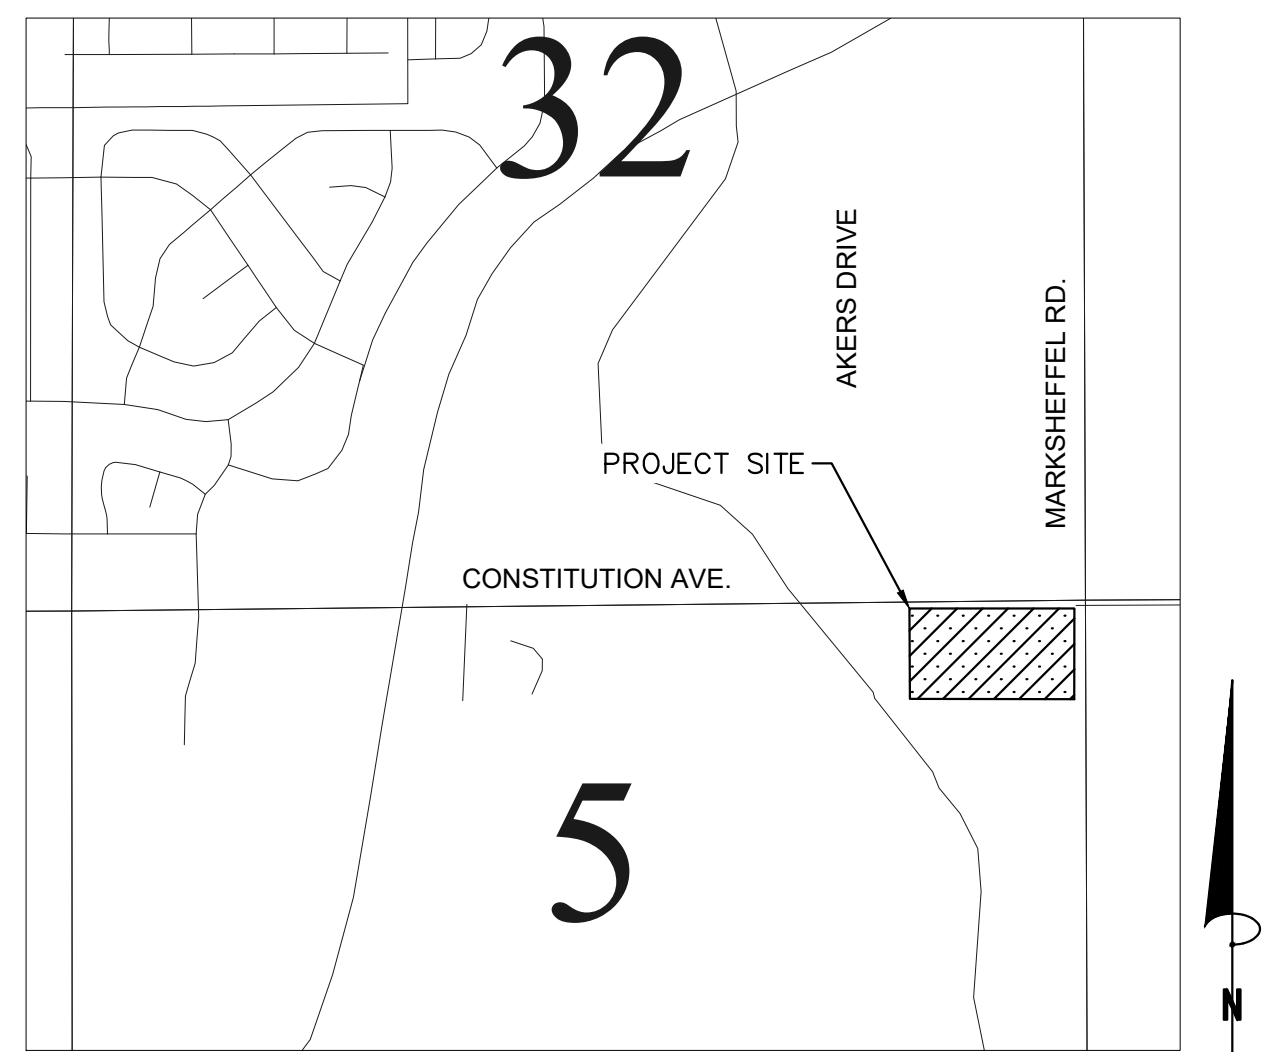 32
AKERS DRIVE
MARKSHEFFEL RD.
PROJECT SITE
CONSTITUTION AVE.
5
N